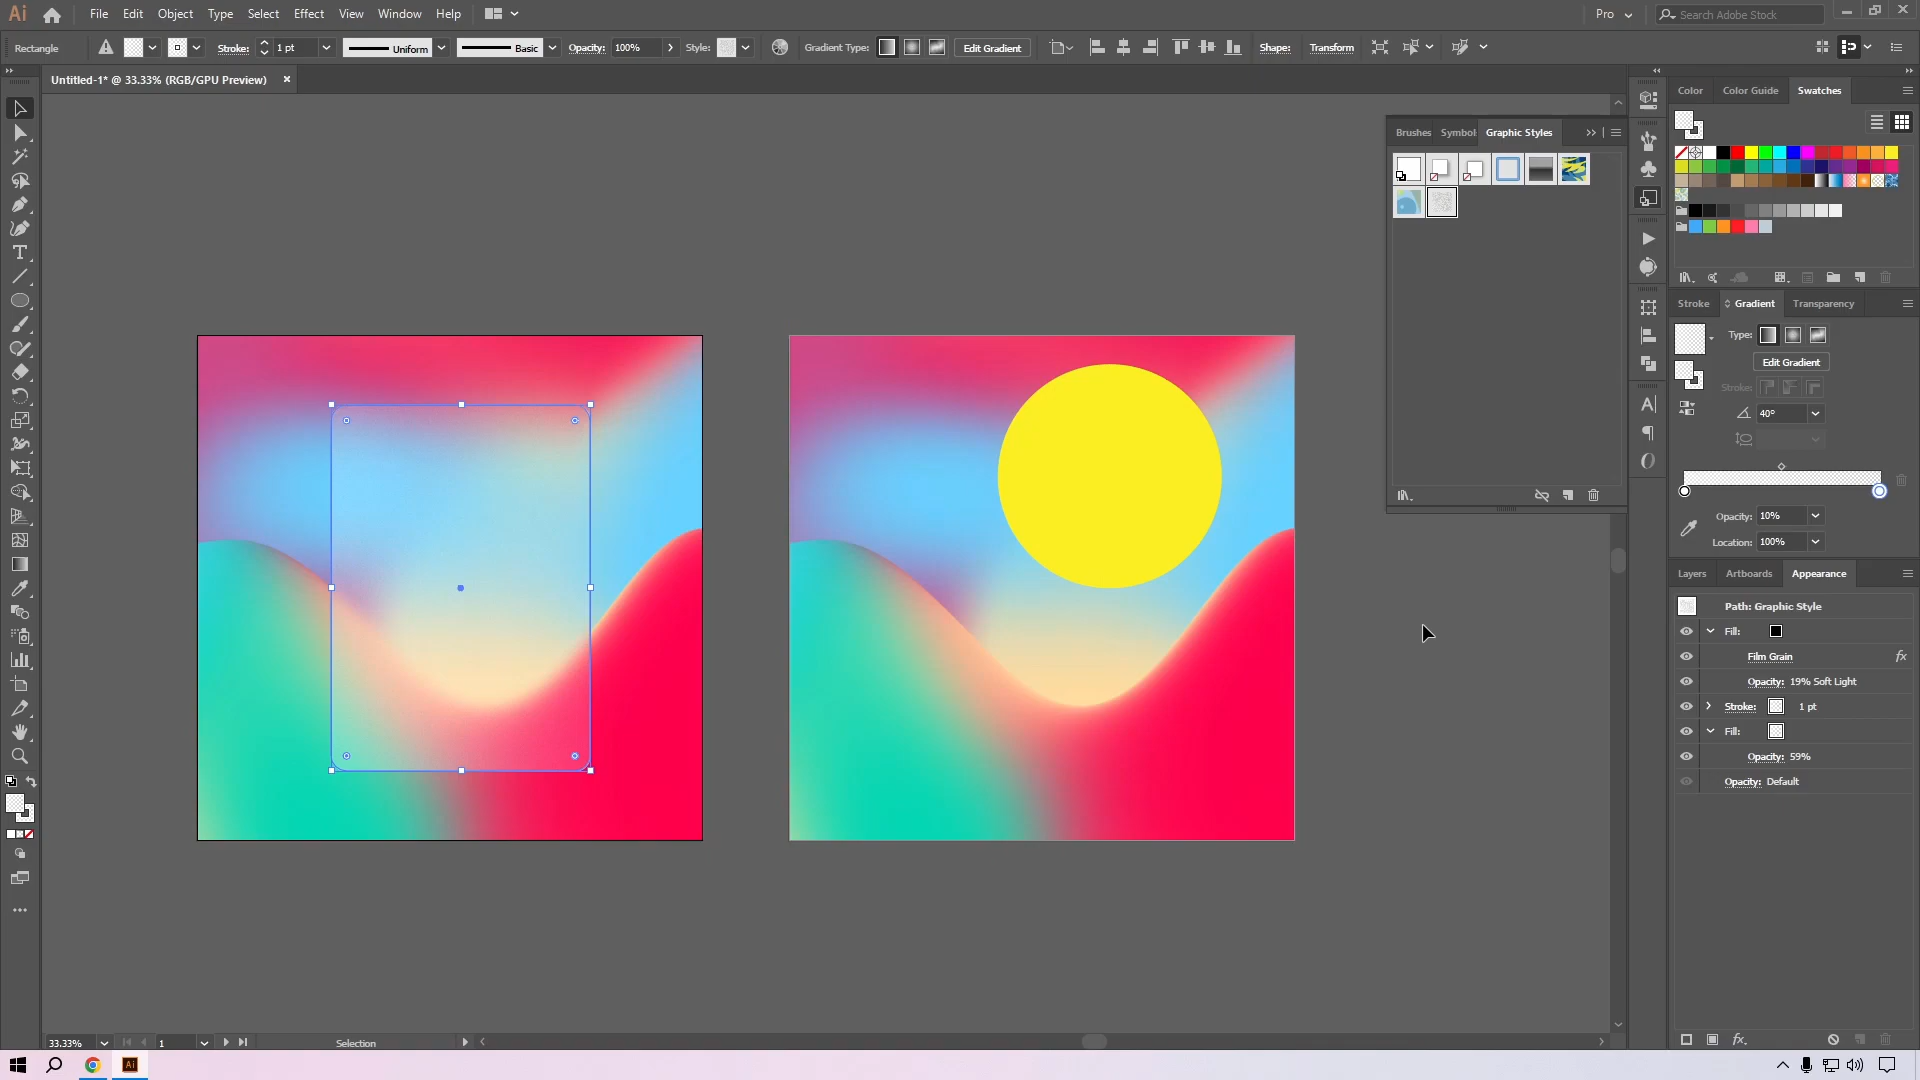 Ai File Edit Object Type Select Effect View Window Help Pro Search Adobe Stock
Rectangle Stroke: 1 pt Uniform Basic Opacity: 100% Style: Gradient Type: Edit Gradient Shape: Transform
Untitled-1* @ 33.33% (RGB/GPU Preview)
Brushes Symbol Graphic Styles
Color Color Guide Swatches
Stroke Gradient Transparency
Type:
Edit Gradient
Stroke:
40°
Opacity: 10%
Location: 100%
Layers Artboards Appearance
Path: Graphic Style
Fill:
Film Grain fx
Opacity: 19% Soft Light
Stroke: 1 pt
Fill:
Opacity: 59%
Opacity: Default
fx
33.33% 1 Selection
Ai